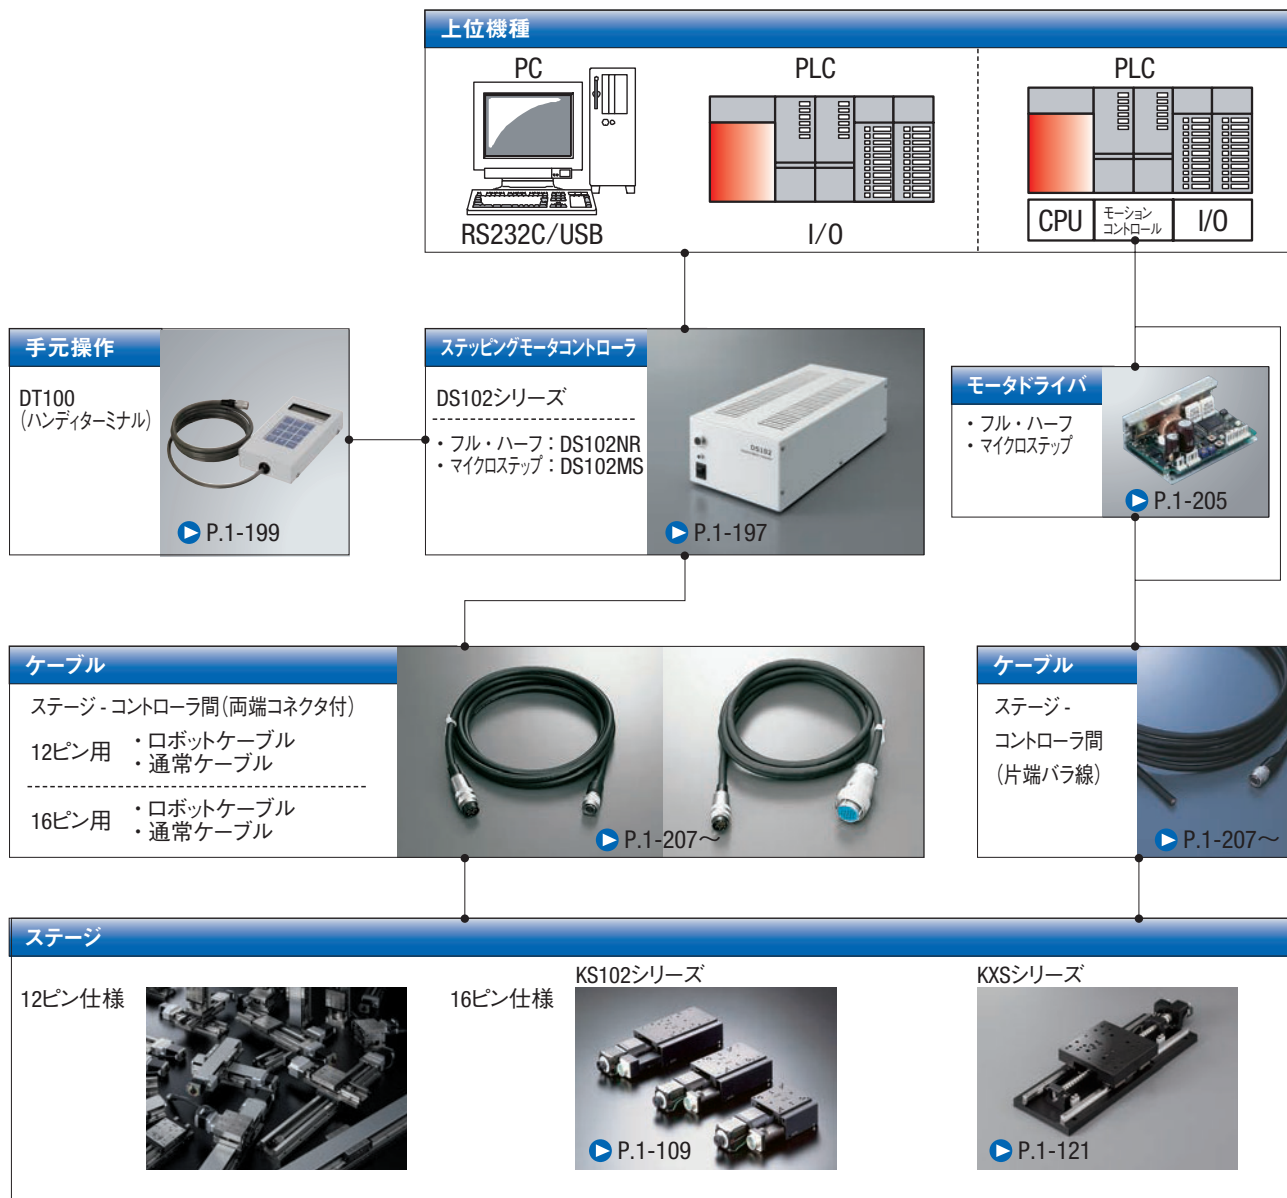 上位機種
PC
PLC
PLC
RS232C/USB
I/O
CPU
モーション
コントロール
I/O
手元操作
DT100
(ハンディターミナル)
P.1-199
ステッピングモータコントローラ
DS102シリーズ
・フル・ハーフ：DS102NR
・マイクロステップ：DS102MS
DS102
P.1-197
モータドライバ
・フル・ハーフ
・マイクロステップ
P.1-205
ケーブル
ステージ - コントローラ間(両端コネクタ付)
12ピン用
・ロボットケーブル
・通常ケーブル
16ピン用
・ロボットケーブル
・通常ケーブル
P.1-207～
ケーブル
ステージ -
コントローラ間
(片端バラ線)
P.1-207～
ステージ
12ピン仕様
16ピン仕様
KS102シリーズ
P.1-109
KXSシリーズ
P.1-121